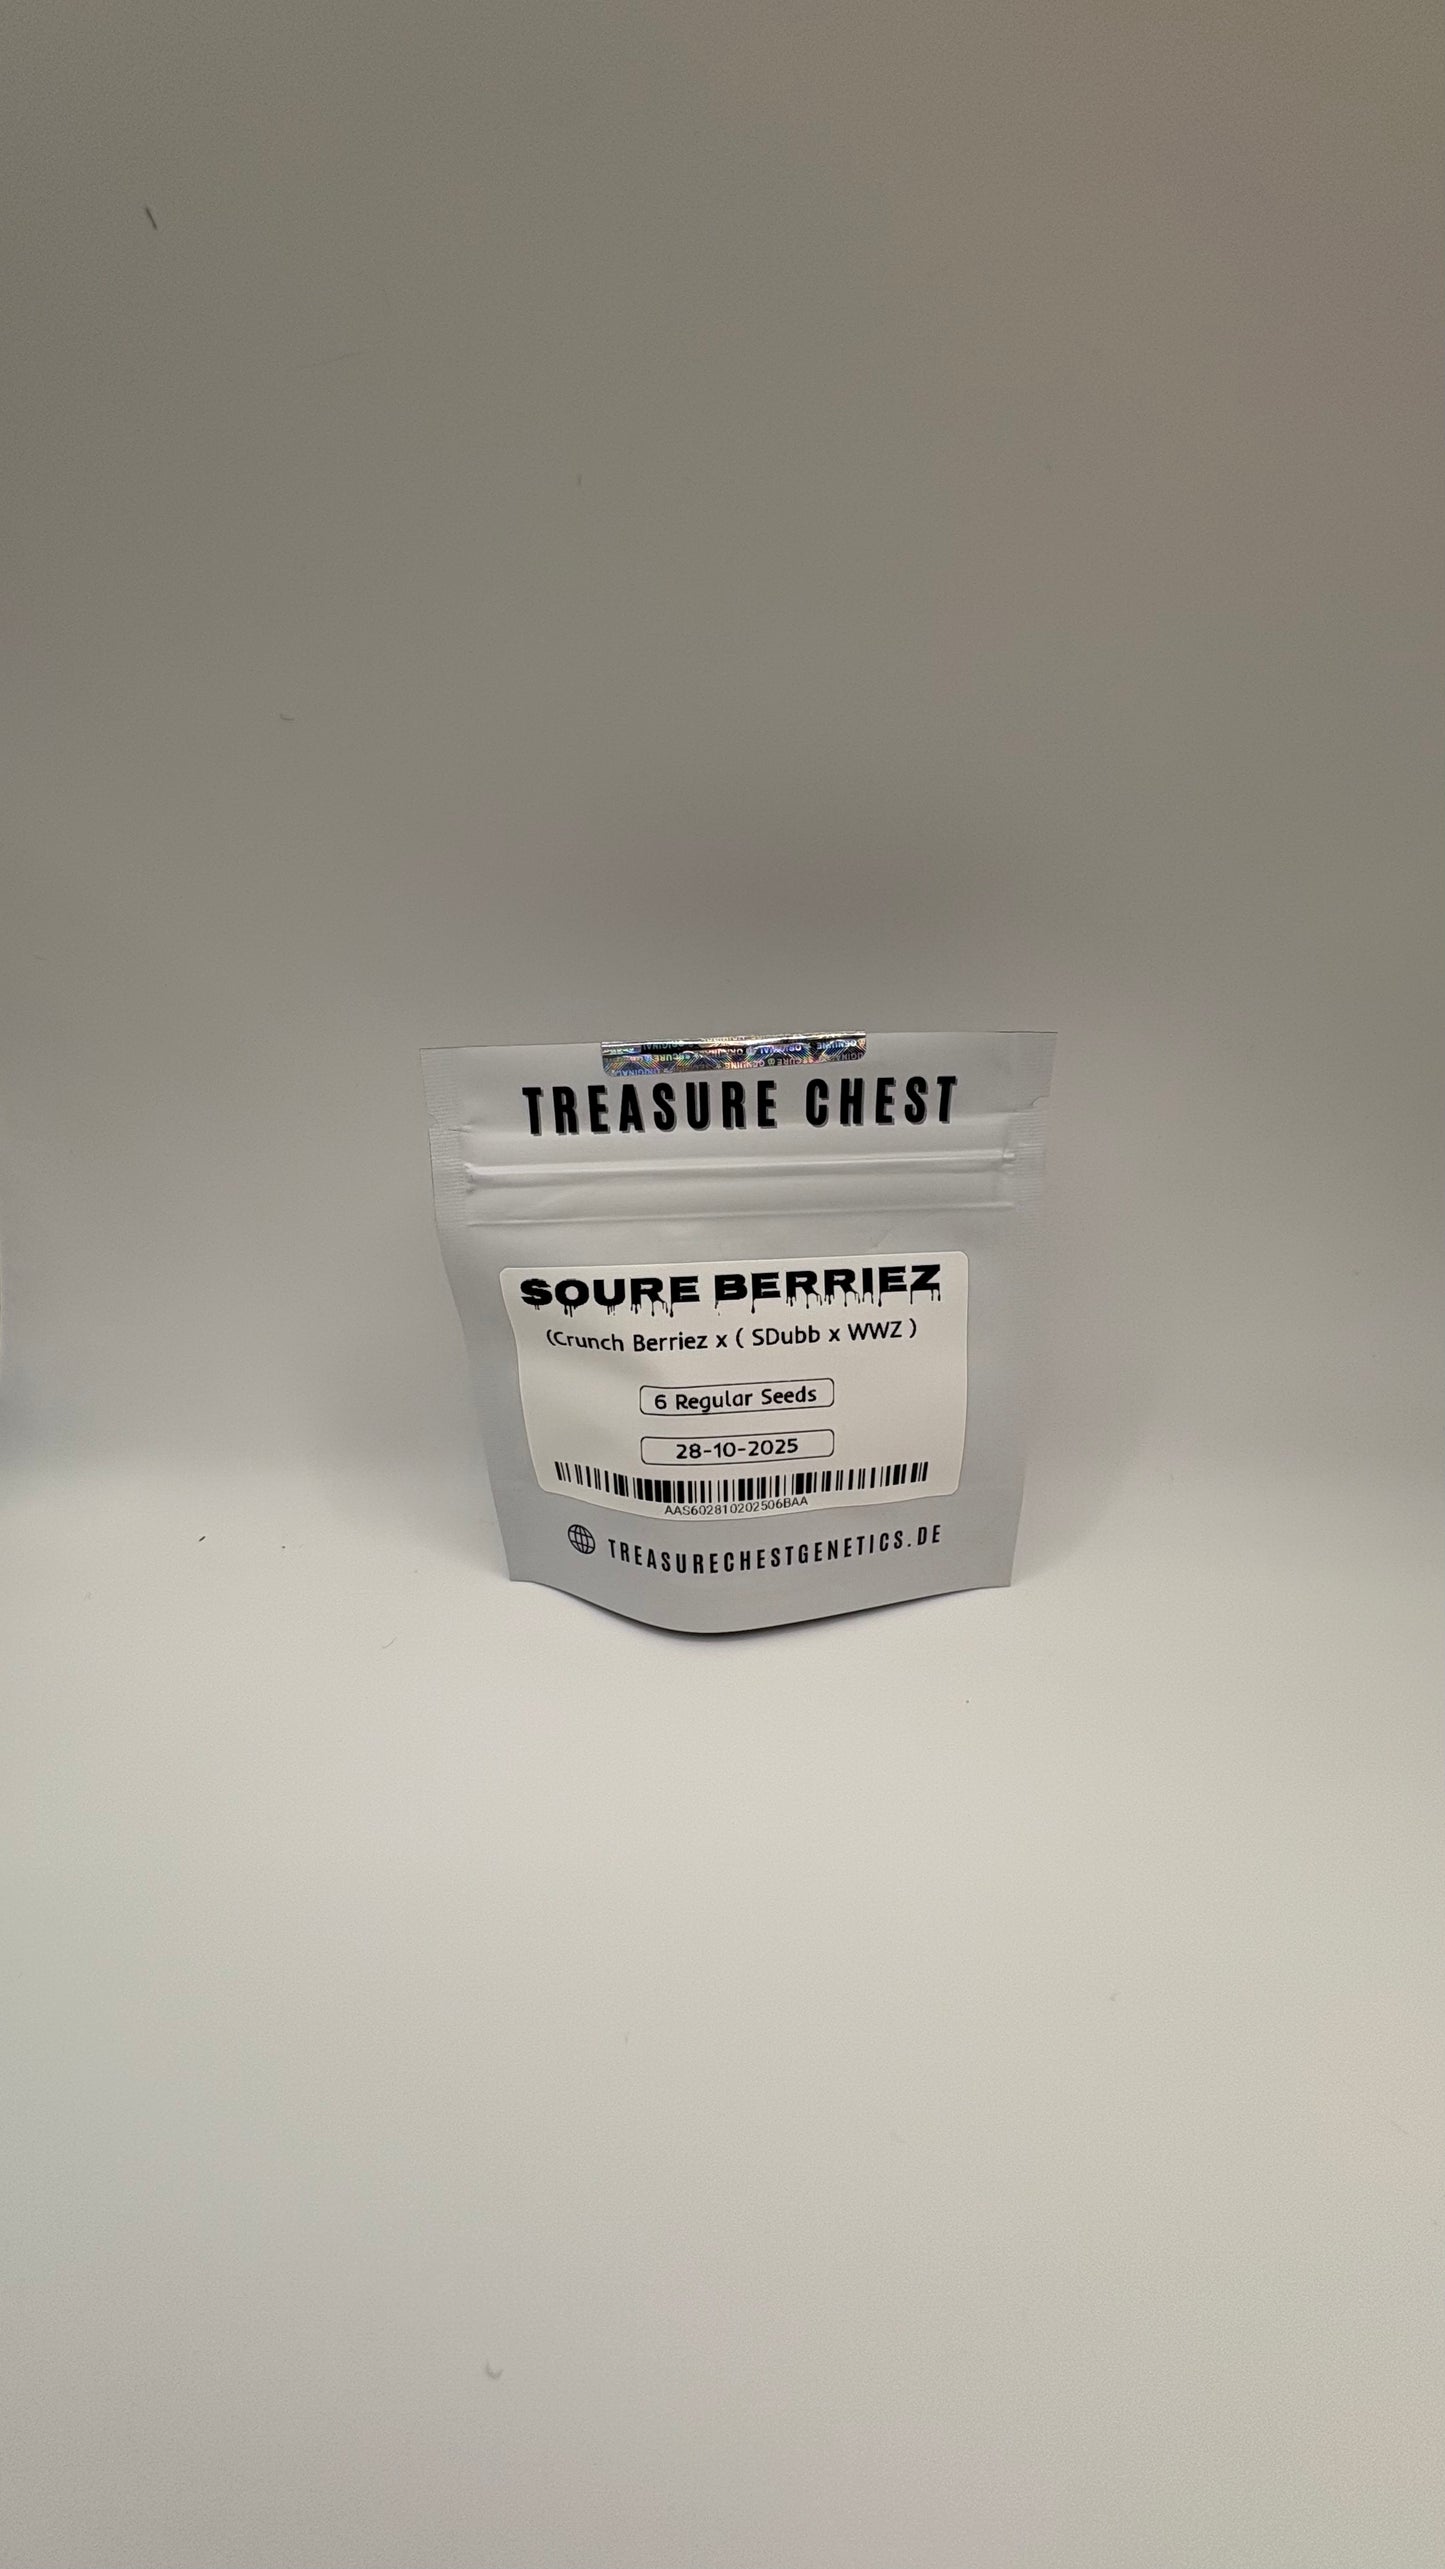 TREASURE CHEST
SOURE BERRIEZ
(Crunch Berriez x ( SDubb x WWZ )
6 Regular Seeds
28-10-2025
AAS602810202506BAA
TREASURECHESTGENETICS.DE